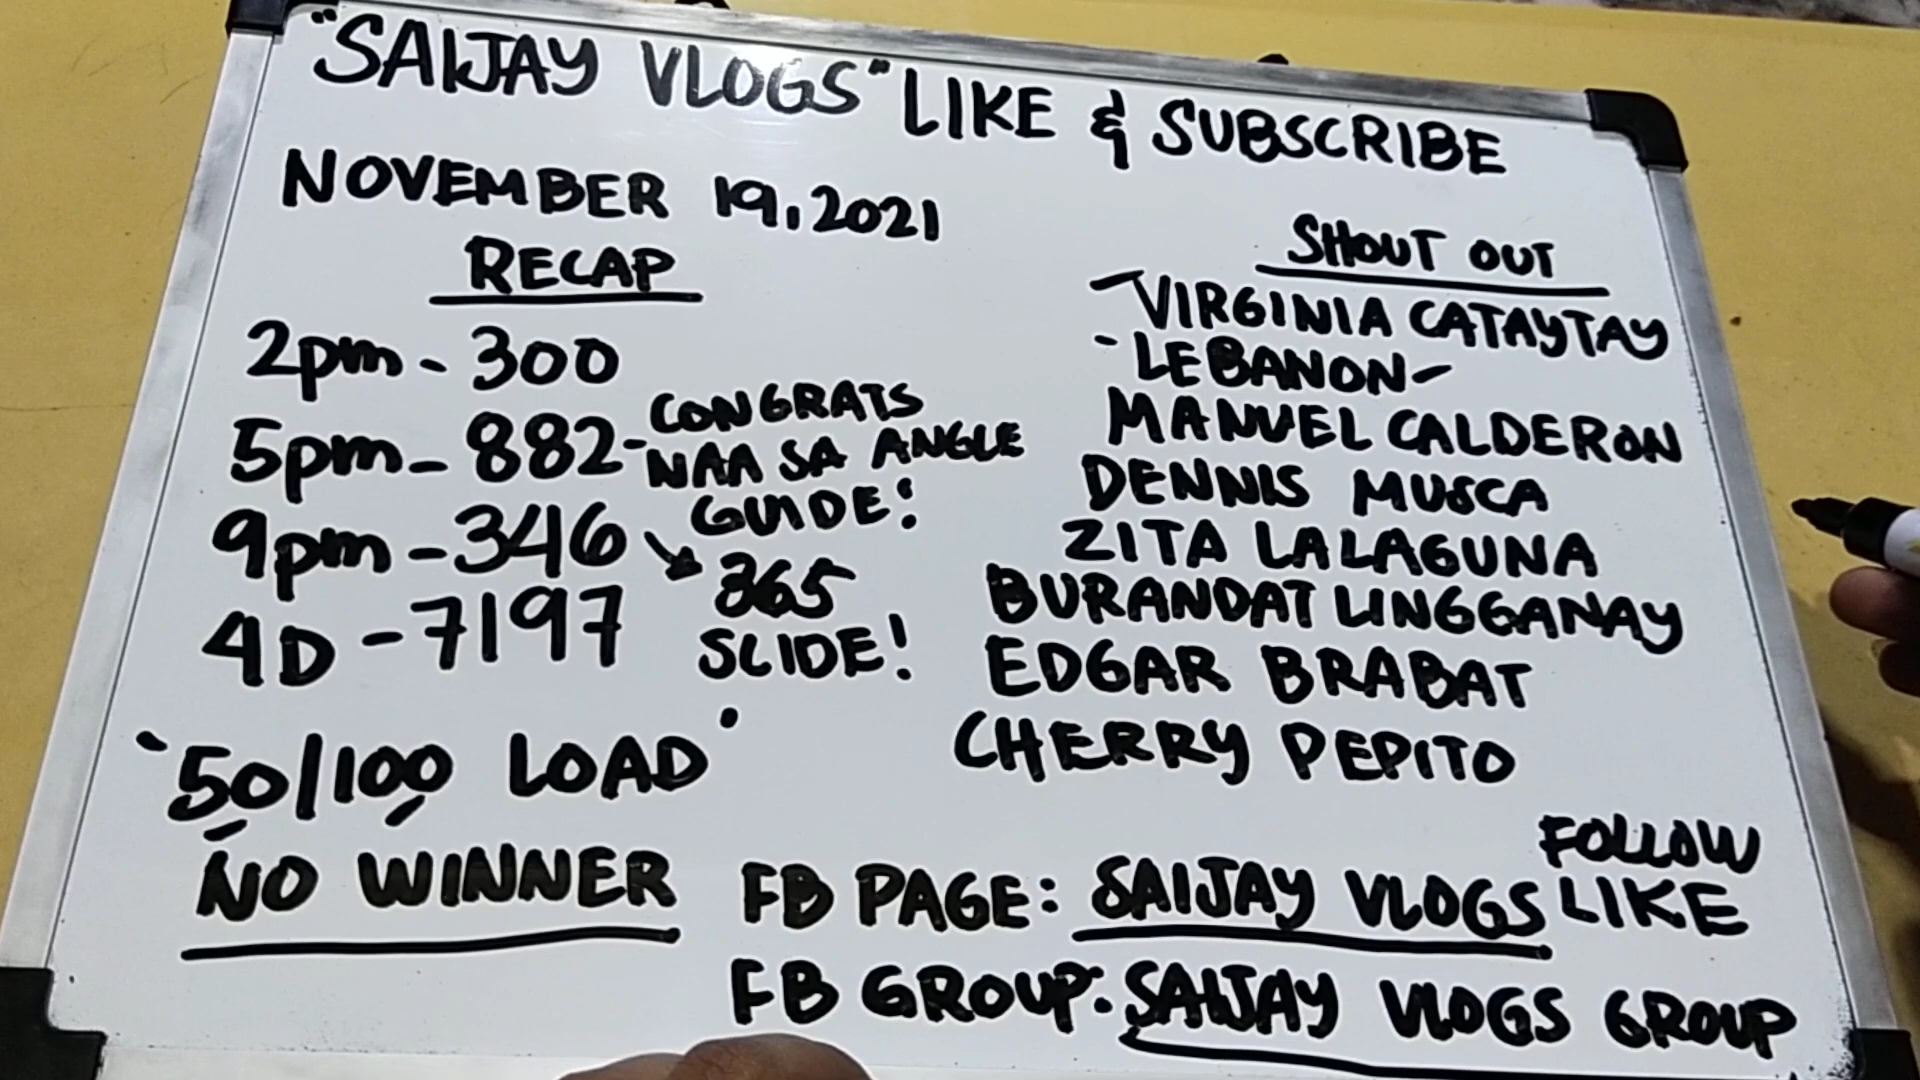 "SAIJAY VLOGS" LIKE & SUBSCRIBE
NOVEMBER 19, 2021
RECAP
2pm - 300
5pm - 882 - CONGRATS
NAA SA ANGLE
GUIDE!
9pm - 346 → 365
SLIDE!
4D - 7197
"50/100 LOAD"
NO WINNER
SHOUT OUT
- VIRGINIA CATAYTAY
- LEBANON -
MANUEL CALDERON
DENNIS MUSCA
ZITA LALAGUNA
BURANDAT LINGGANAY
EDGAR BRABAT
CHERRY PEPITO
FB PAGE: SAIJAY VLOGS FOLLOW
LIKE
FB GROUP: SAIJAY VLOGS GROUP